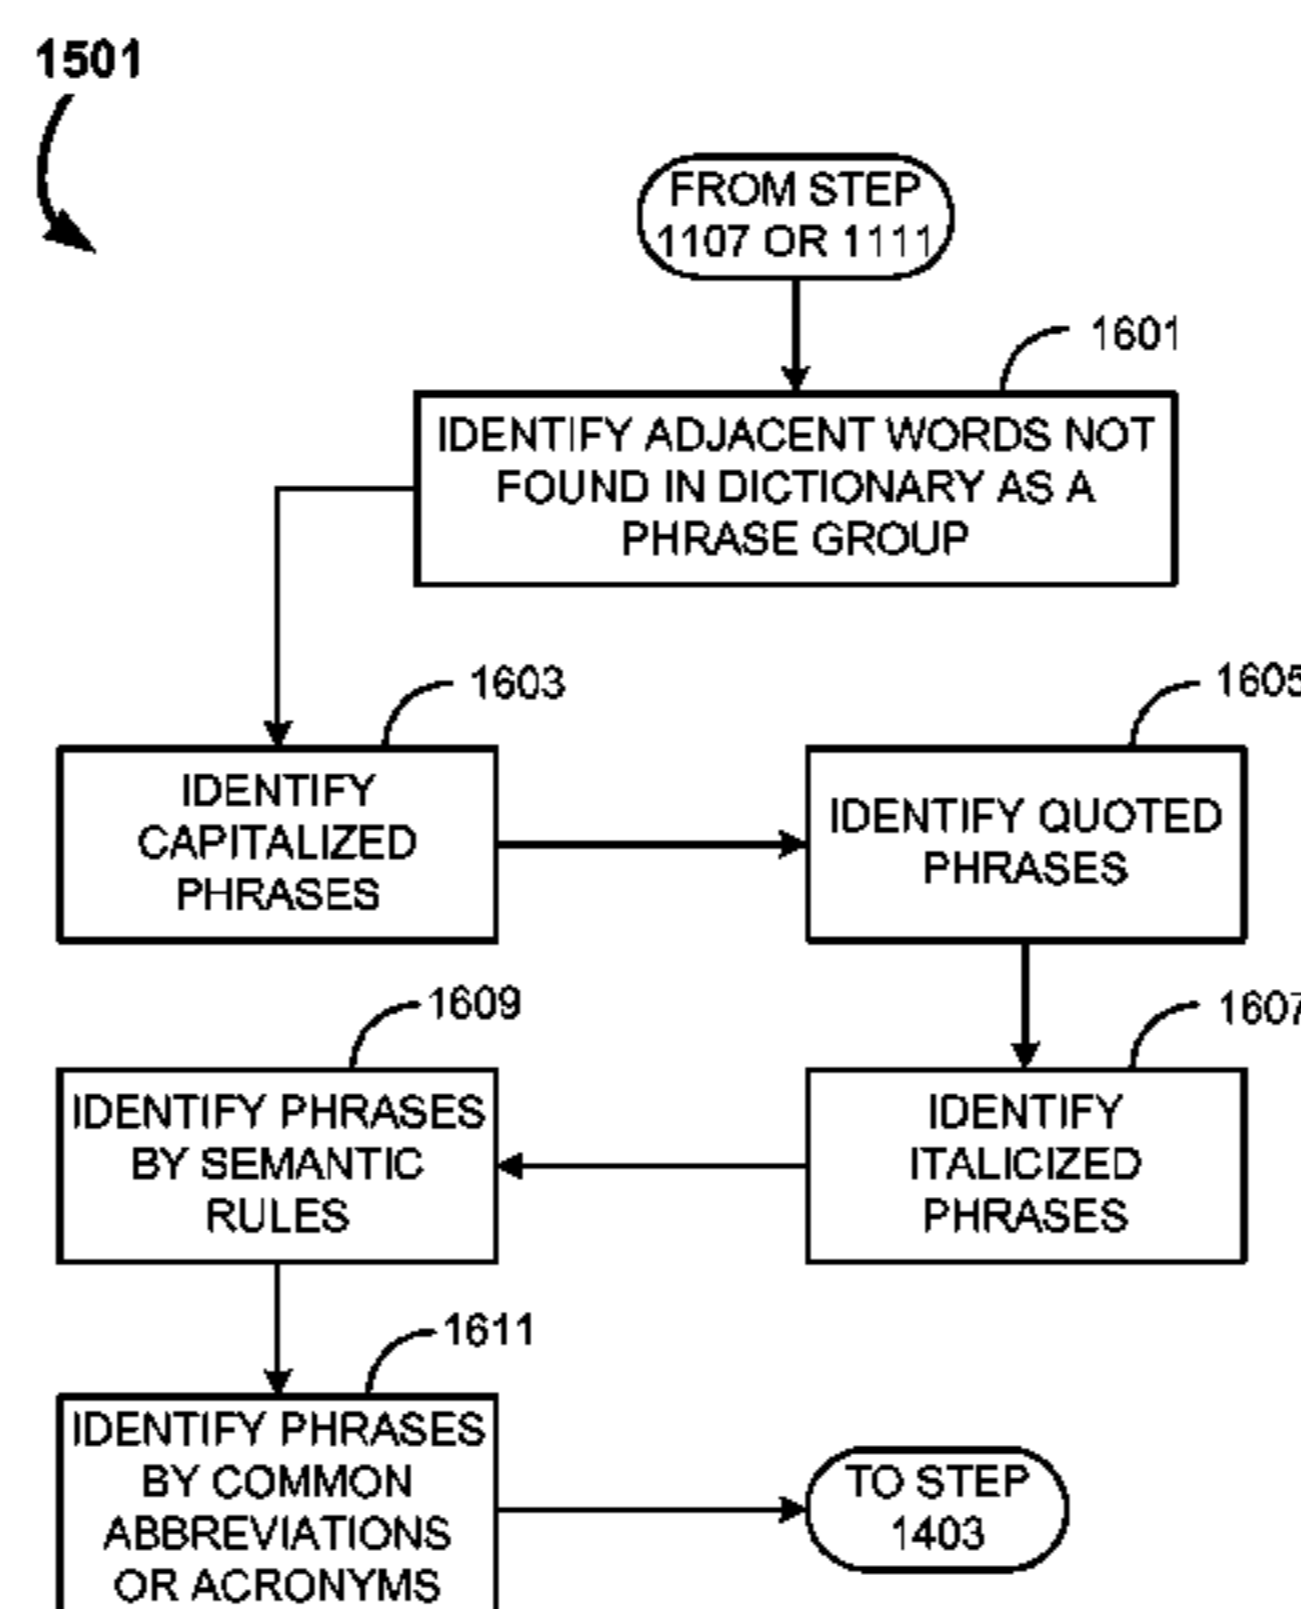 1501
FROM STEP
1107 OR 1111
1601
IDENTIFY ADJACENT WORDS NOT
FOUND IN DICTIONARY AS A
PHRASE GROUP
1603
IDENTIFY
CAPITALIZED
PHRASES
1605
IDENTIFY QUOTED
PHRASES
1607
IDENTIFY
ITALICIZED
PHRASES
1609
IDENTIFY PHRASES
BY SEMANTIC
RULES
1611
IDENTIFY PHRASES
BY COMMON
ABBREVIATIONS
OR ACRONYMS
TO STEP
1403